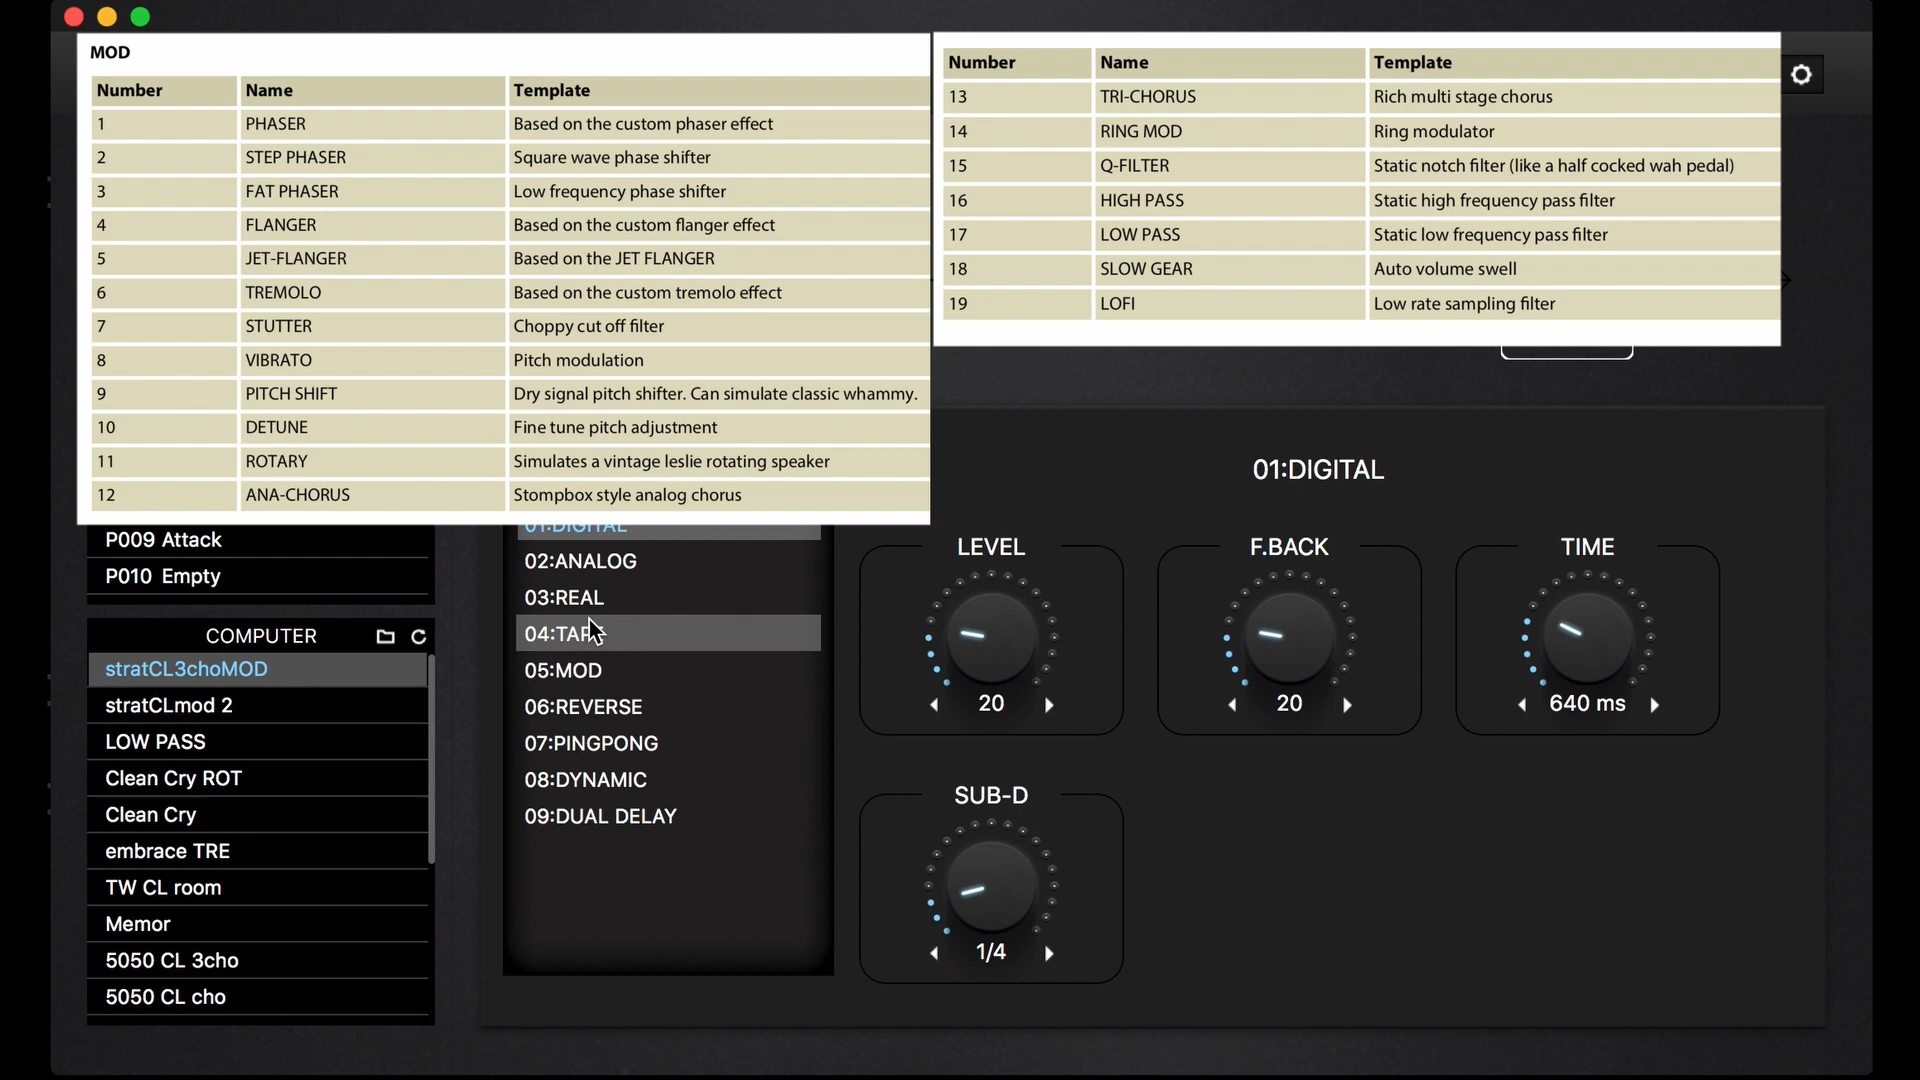 MOD
Number Name Template
1 PHASER Based on the custom phaser effect
2 STEP PHASER Square wave phase shifter
3 FAT PHASER Low frequency phase shifter
4 FLANGER Based on the custom flanger effect
5 JET-FLANGER Based on the JET FLANGER
6 TREMOLO Based on the custom tremolo effect
7 STUTTER Choppy cut off filter
8 VIBRATO Pitch modulation
9 PITCH SHIFT Dry signal pitch shifter. Can simulate classic whammy.
10 DETUNE Fine tune pitch adjustment
11 ROTARY Simulates a vintage leslie rotating speaker
12 ANA-CHORUS Stompbox style analog chorus
Number Name Template
13 TRI-CHORUS Rich multi stage chorus
14 RING MOD Ring modulator
15 Q-FILTER Static notch filter (like a half cocked wah pedal)
16 HIGH PASS Static high frequency pass filter
17 LOW PASS Static low frequency pass filter
18 SLOW GEAR Auto volume swell
19 LOFI Low rate sampling filter
P009 Attack
P010 Empty
COMPUTER
stratCL3choMOD
stratCLmod 2
LOW PASS
Clean Cry ROT
Clean Cry
embrace TRE
TW CL room
Memor
5050 CL 3cho
5050 CL cho
01:DIGITAL
02:ANALOG
03:REAL
04:TAPE
05:MOD
06:REVERSE
07:PINGPONG
08:DYNAMIC
09:DUAL DELAY
01:DIGITAL
LEVEL
20
F.BACK
20
TIME
640 ms
SUB-D
1/4